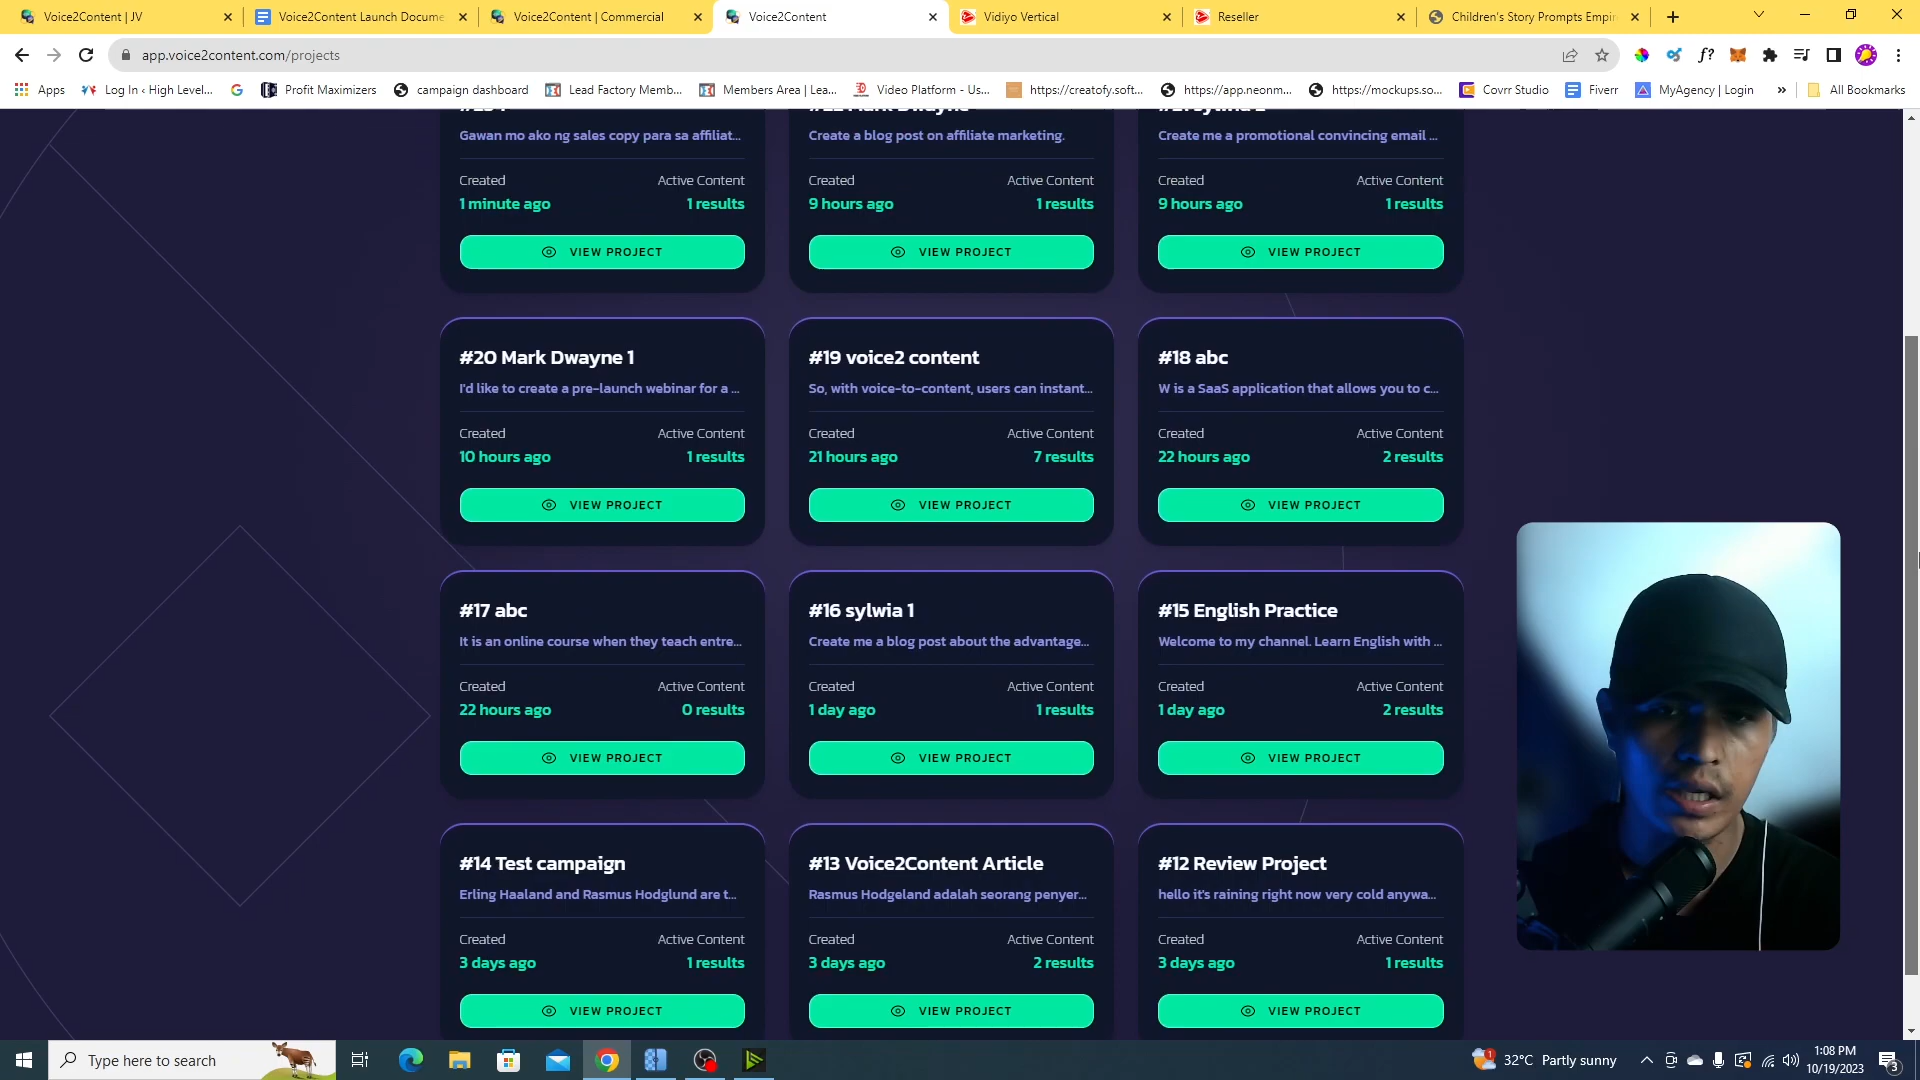 Voice2Content | JV
Voice2Content Launch Docume
Voice2Content | Commercial
Voice2Content
Vidiyo Vertical
Reseller
Children's Story Prompts Empir
app.voice2content.com/projects
Apps
Log In ‹ High Level...
Profit Maximizers
campaign dashboard
Lead Factory Memb...
Members Area | Lea...
Video Platform - Us...
https://creatofy.soft...
https://app.neonm...
https://mockups.so...
Covrr Studio
Fiverr
MyAgency | Login
All Bookmarks
Gawan mo ako ng sales copy para sa affiliat...
Create a blog post on affiliate marketing.
Create me a promotional convincing email ...
Created Active Content
Created Active Content
Created Active Content
1 minute ago 1 results
9 hours ago 1 results
9 hours ago 1 results
VIEW PROJECT
VIEW PROJECT
VIEW PROJECT
#20 Mark Dwayne 1
#19 voice2 content
#18 abc
I'd like to create a pre-launch webinar for a ...
So, with voice-to-content, users can instant...
W is a SaaS application that allows you to c...
Created Active Content
Created Active Content
Created Active Content
10 hours ago 1 results
21 hours ago 7 results
22 hours ago 2 results
VIEW PROJECT
VIEW PROJECT
VIEW PROJECT
#17 abc
#16 sylwia 1
#15 English Practice
It is an online course when they teach entre...
Create me a blog post about the advantage...
Welcome to my channel. Learn English with ...
Created Active Content
Created Active Content
Created Active Content
22 hours ago 0 results
1 day ago 1 results
1 day ago 2 results
VIEW PROJECT
VIEW PROJECT
VIEW PROJECT
#14 Test campaign
#13 Voice2Content Article
#12 Review Project
Erling Haaland and Rasmus Hodglund are t...
Rasmus Hodgeland adalah seorang penyer...
hello it's raining right now very cold anywa...
Created Active Content
Created Active Content
Created Active Content
3 days ago 1 results
3 days ago 2 results
3 days ago 1 results
VIEW PROJECT
VIEW PROJECT
VIEW PROJECT
Type here to search
32°C Partly sunny
1:08 PM
10/19/2023
3